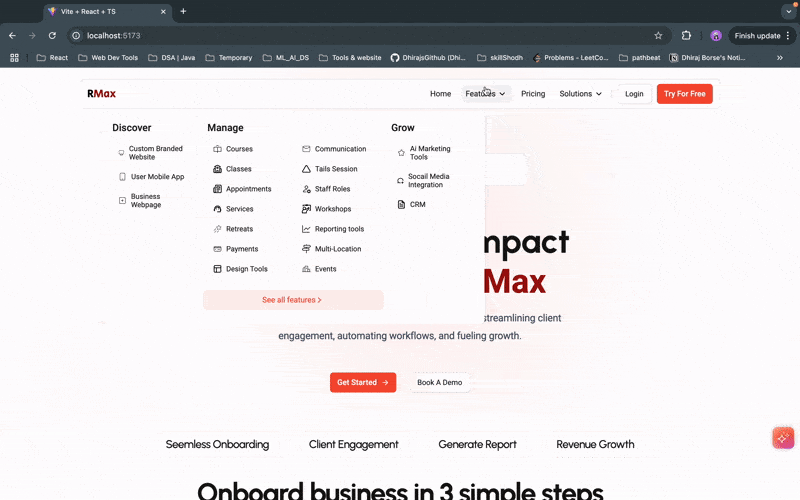 Vite + React + TS
localhost:5173
Finish update
React
Web Dev Tools
DSA | Java
Temporary
ML_AI_DS
Tools & website
DhirajsGithub (Dhi...
skillShodh
Problems - LeetCo...
pathbeat
Dhiraj Borse's Noti...
RMax
Home
Features
Pricing
Solutions
Login
Try For Free
Discover
Custom Branded
Website
User Mobile App
Business
Webpage
Manage
Courses
Classes
Appointments
Services
Retreats
Payments
Design Tools
Communication
Tails Session
Staff Roles
Workshops
Reporting tools
Multi-Location
Events
See all features >
Grow
Ai Marketing
Tools
Socail Media
Integration
CRM
mpact
Max
streamlining client
engagement, automating workflows, and fueling growth.
Get Started →
Book A Demo
Seemless Onboarding
Client Engagement
Generate Report
Revenue Growth
Onboard business in 3 simple steps